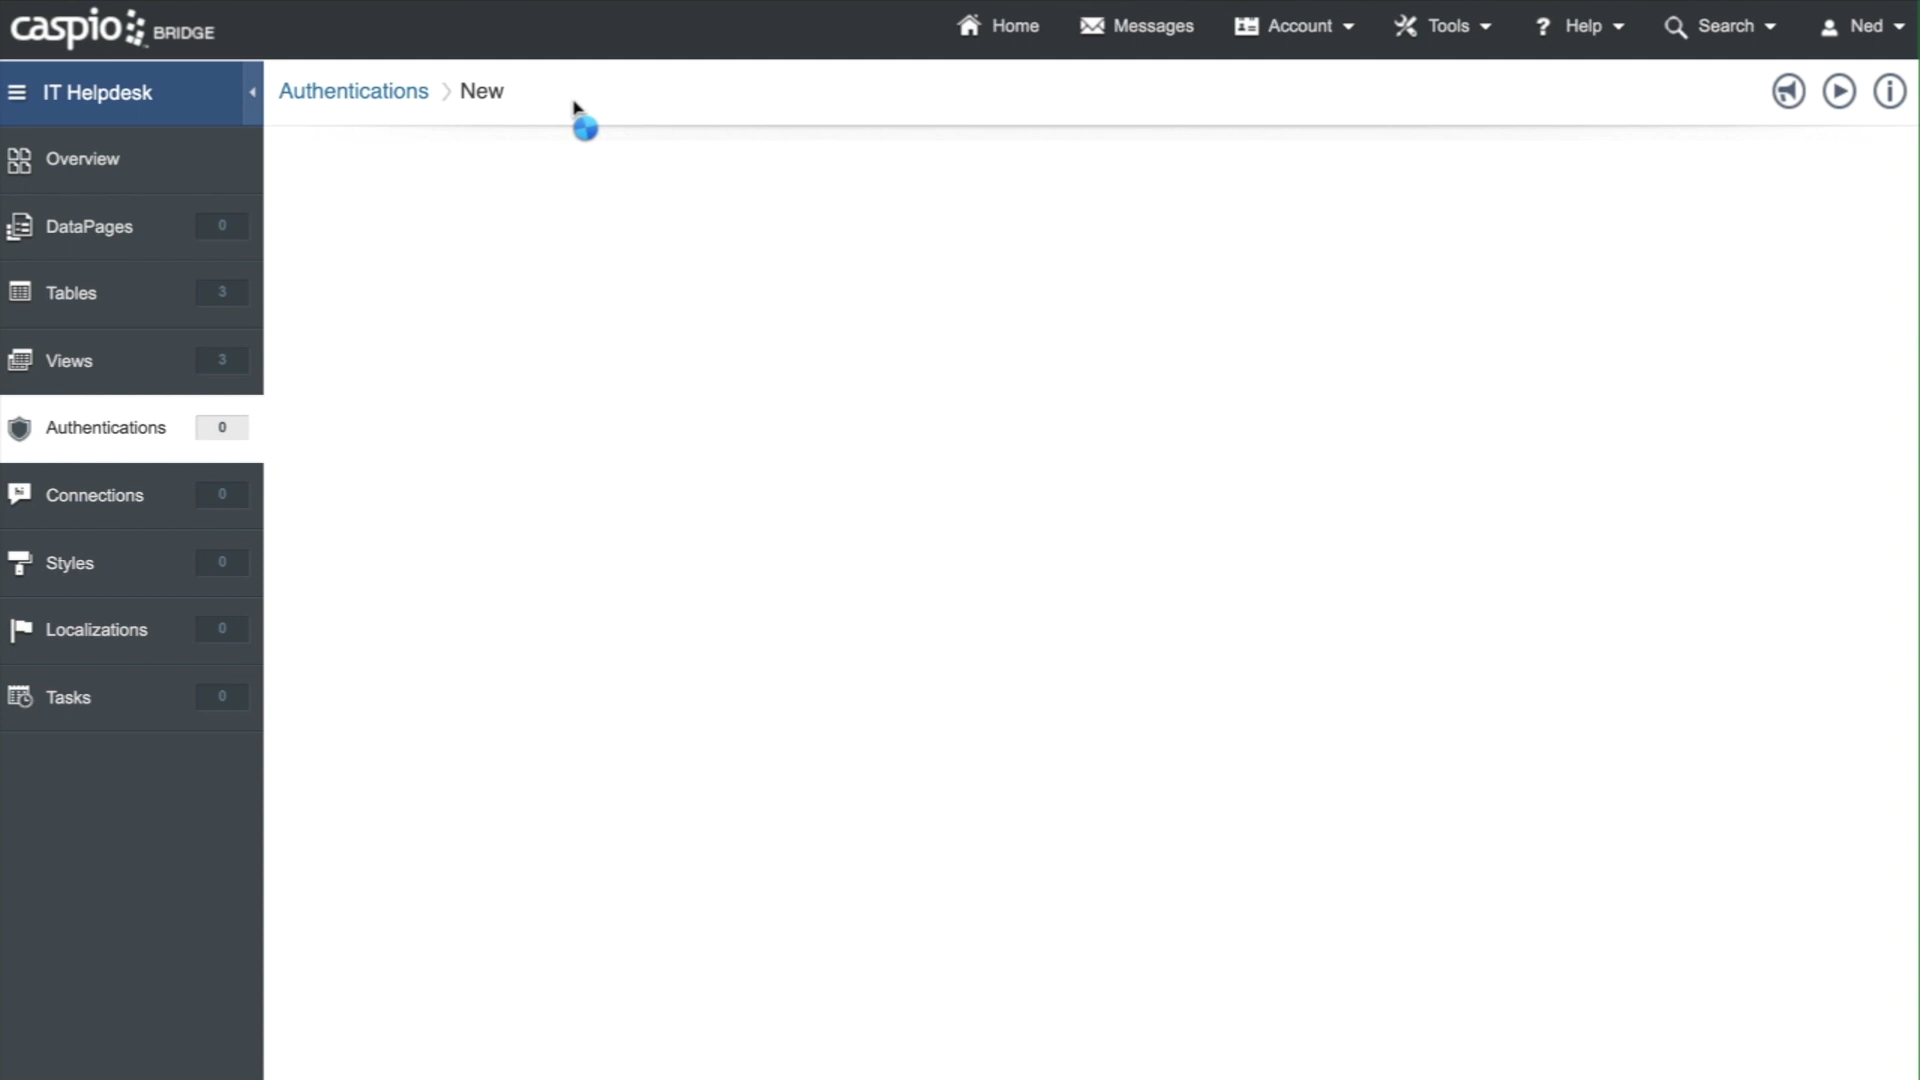 caspio BRIDGE
Home
Messages
Account
Tools
? Help
Search
Ned
IT Helpdesk
Authentications > New
Overview
DataPages 0
Tables 3
Views 3
Authentications 0
Connections 0
Styles 0
Localizations 0
Tasks 0